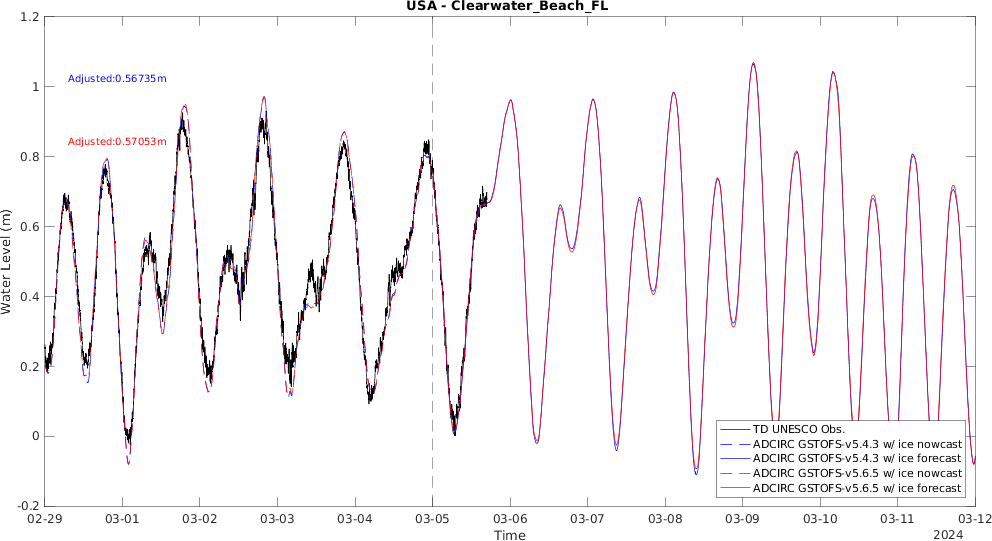 USA - Clearwater_Beach_FL
1.2
1
0.8
0.6
0.4
0.2
0
-0.2
Water Level (m)
Adjusted:0.56735m
Adjusted:0.57053m
TD UNESCO Obs.
ADCIRC GSTOFS-v5.4.3 w/ ice nowcast
ADCIRC GSTOFS-v5.4.3 w/ ice forecast
ADCIRC GSTOFS-v5.6.5 w/ ice nowcast
ADCIRC GSTOFS-v5.6.5 w/ ice forecast
02-29 03-01 03-02 03-03 03-04 03-05 03-06 03-07 03-08 03-09 03-10 03-11 03-12
Time
2024